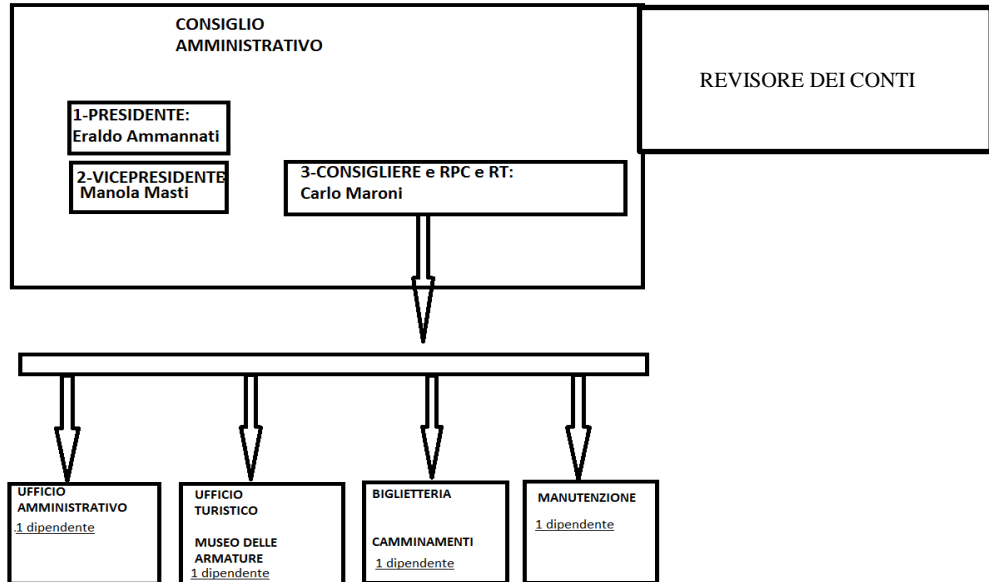 CONSIGLIO
AMMINISTRATIVO
REVISORE DEI CONTI
1-PRESIDENTE:
Eraldo Ammannati
2-VICEPRESIDENTE
Manola Masti
3-CONSIGLIERE e RPC e RT:
Carlo Maroni
UFFICIO
AMMINISTRATIVO
.1 dipendente
UFFICIO
TURISTICO
MUSEO DELLE
ARMATURE
1 dipendente
BIGLIETTERIA
CAMMINAMENTI
1 dipendente
MANUTENZIONE
1 dipendente